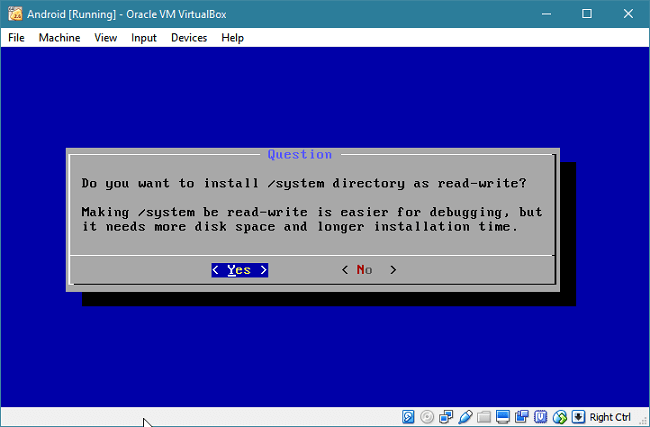 Android [Running] - Oracle VM VirtualBox
File Machine View Input Devices Help
Question
Do you want to install /system directory as read-write?
Making /system be read-write is easier for debugging, but
it needs more disk space and longer installation time.
< Yes > < No >
Right Ctrl